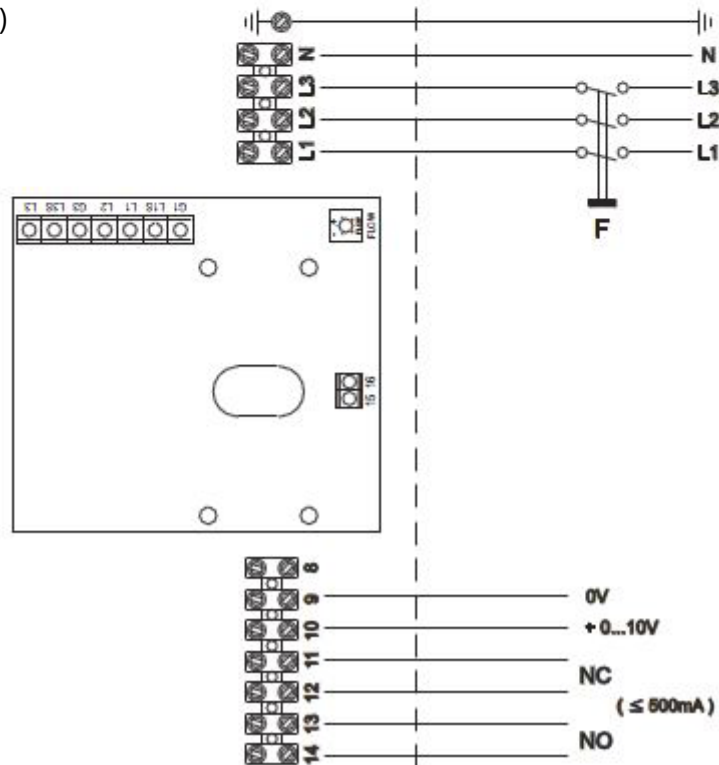 )
N N
L3 L3
L2 L2
L1 L1
F
L3 L3S G3 L2 L1 L1S G1
+
-
FLOW
16
15
8
9 0V
10 + 0...10V
11
NC
12
( ≤ 500mA )
13
NO
14